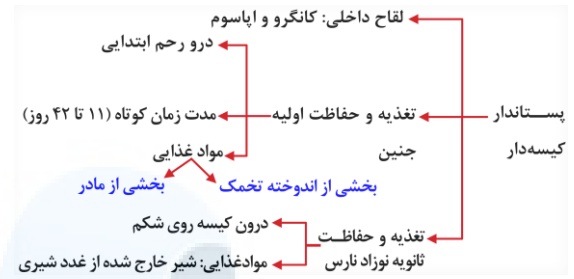 لقاح داخلی: کانگرو و اپاسوم
درو رحم ابتدایی
پستاندار کیسه‌دار
تغذیه و حفاظت اولیه جنین
مدت زمان کوتاه (۱۱ تا ۴۲ روز)
مواد غذایی
بخشی از اندوخته تخمک
بخشی از مادر
تغذیه و حفاظت ثانویه نوزاد نارس
درون کیسه روی شکم
موادغذایی: شیر خارج شده از غدد شیری